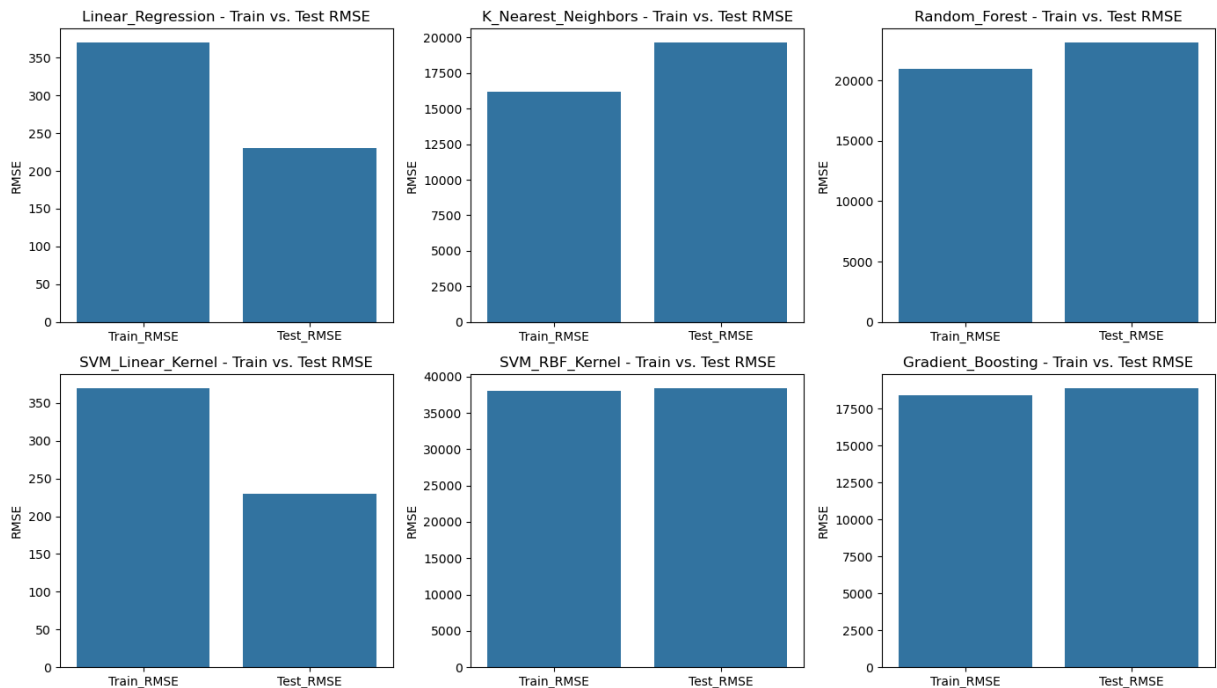 Linear_Regression - Train vs. Test RMSE
350
300
250
200
150
100
50
0
RMSE
Train_RMSE
Test_RMSE
K_Nearest_Neighbors - Train vs. Test RMSE
20000
17500
15000
12500
10000
7500
5000
2500
0
RMSE
Train_RMSE
Test_RMSE
Random_Forest - Train vs. Test RMSE
20000
15000
10000
5000
0
RMSE
Train_RMSE
Test_RMSE
SVM_Linear_Kernel - Train vs. Test RMSE
350
300
250
200
150
100
50
0
RMSE
Train_RMSE
Test_RMSE
SVM_RBF_Kernel - Train vs. Test RMSE
40000
35000
30000
25000
20000
15000
10000
5000
0
RMSE
Train_RMSE
Test_RMSE
Gradient_Boosting - Train vs. Test RMSE
17500
15000
12500
10000
7500
5000
2500
0
RMSE
Train_RMSE
Test_RMSE